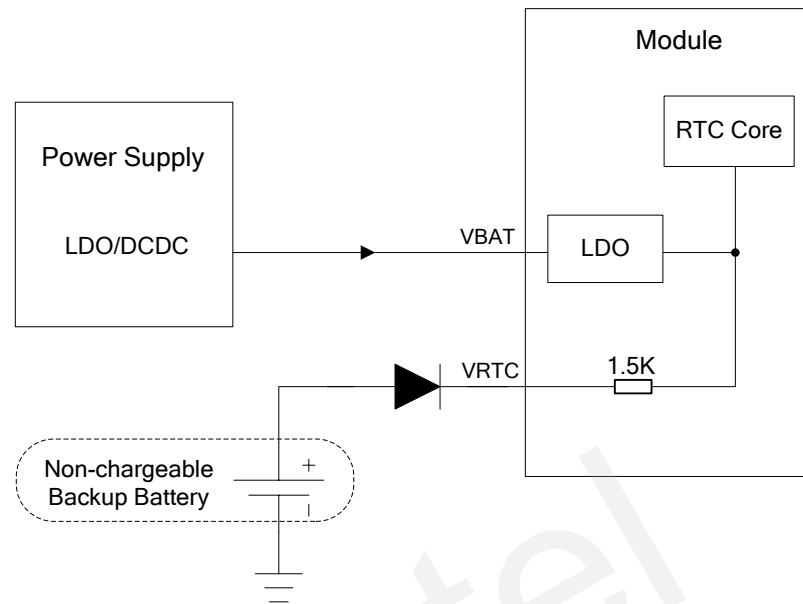 Module
RTC Core
Power Supply
LDO/DCDC
VBAT
LDO
VRTC
1.5K
Non-chargeable
Backup Battery
+
-